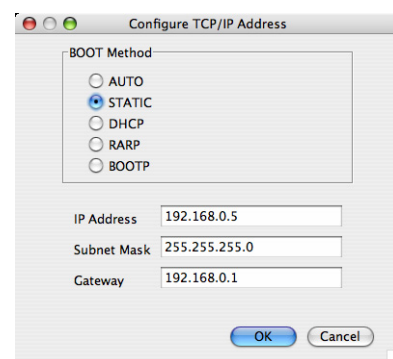 Configure TCP/IP Address
BOOT Method
AUTO
STATIC
DHCP
RARP
BOOTP
IP Address 192.168.0.5
Subnet Mask 255.255.255.0
Gateway 192.168.0.1
OK Cancel